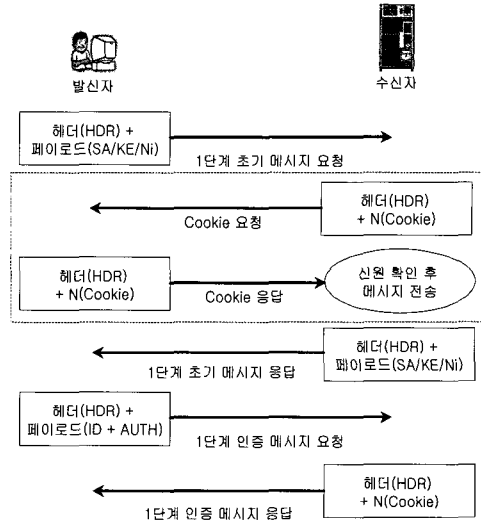 발신자
수신자
헤더(HDR) +
페이로드(SA/KE/Ni)
1단계 초기 메시지 요청
헤더(HDR)
+ N(Cookie)
Cookie 요청
헤더(HDR)
+ N(Cookie)
Cookie 응답
신원 확인 후
메시지 전송
헤더(HDR) +
페이로드(SA/KE/Ni)
1단계 초기 메시지 응답
헤더(HDR) +
페이로드(ID + AUTH)
1단계 인증 메시지 요청
헤더(HDR)
+ N(Cookie)
1단계 인증 메시지 응답